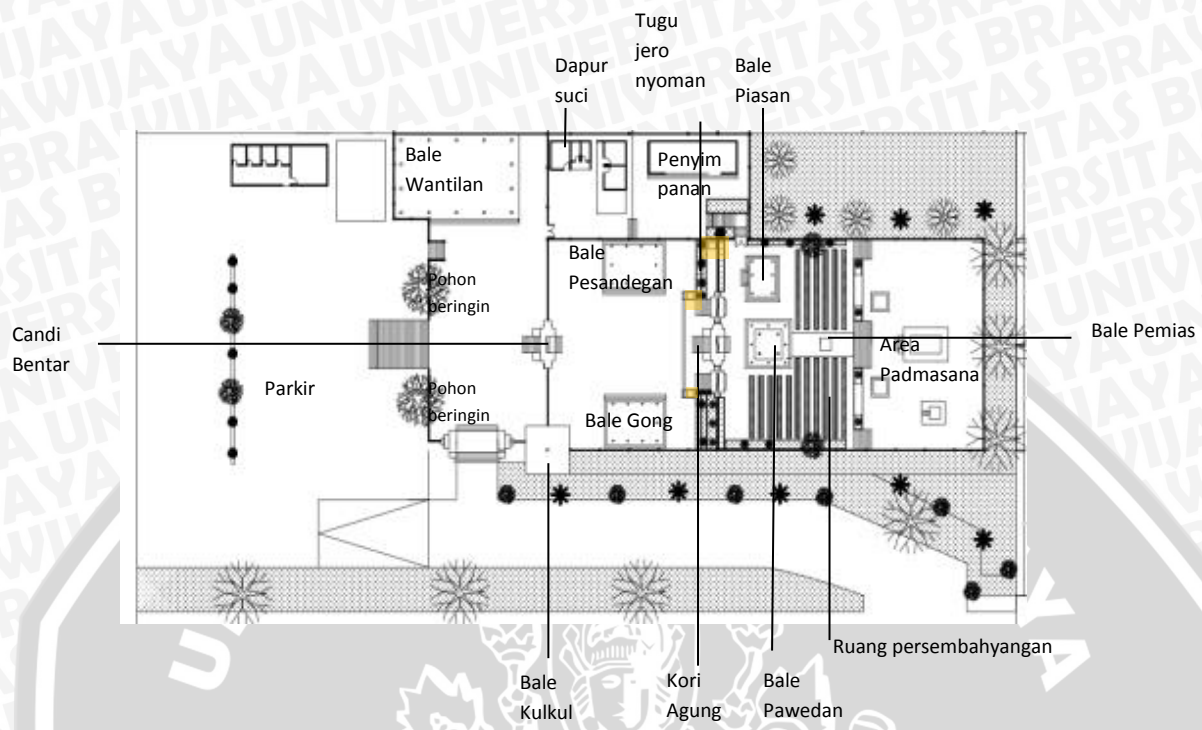 Tugu
jero
nyoman
Dapur
suci
Bale
Piasan
Bale
Wantilan
Penyim
panan
Bale
Pesandegan
Pohon
beringin
Candi
Bentar
Bale Pemias
Area
Padmasana
Parkir
Pohon
beringin
Bale Gong
Ruang persembahyangan
Bale
Kulkul
Kori
Agung
Bale
Pawedan